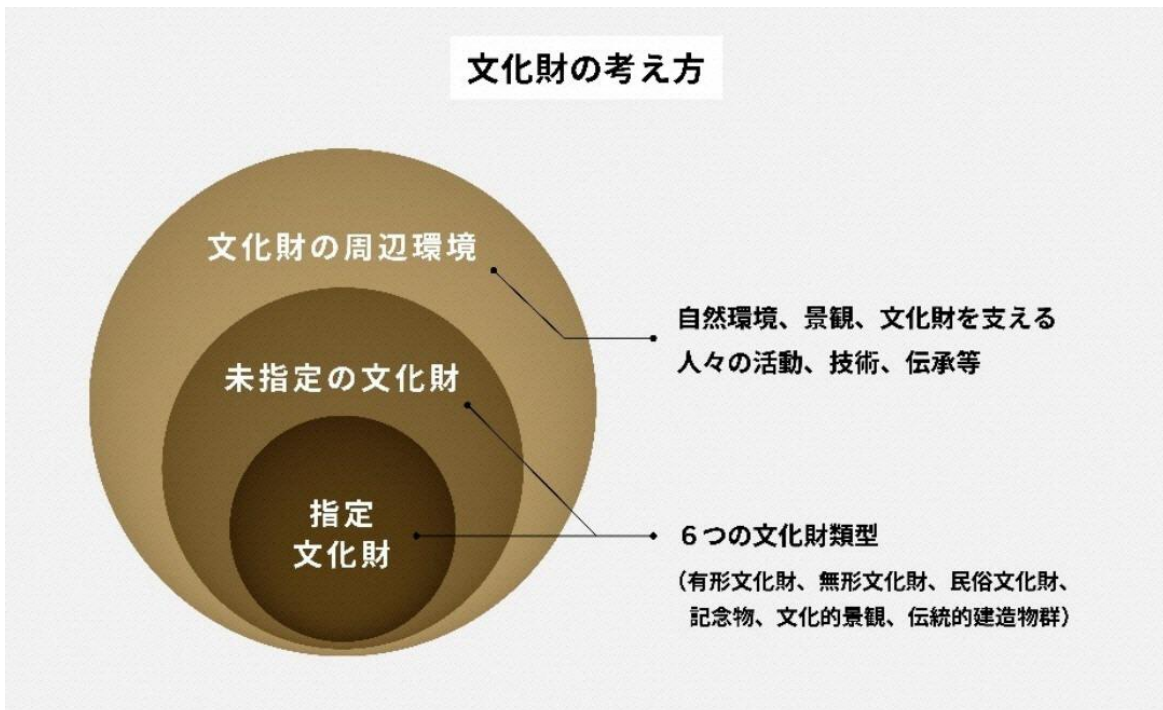 文化財の考え方
文化財の周辺環境
自然環境、景観、文化財を支える
人々の活動、技術、伝承等
未指定の文化財
指定
文化財
６つの文化財類型
（有形文化財、無形文化財、民俗文化財、
記念物、文化的景観、伝統的建造物群）